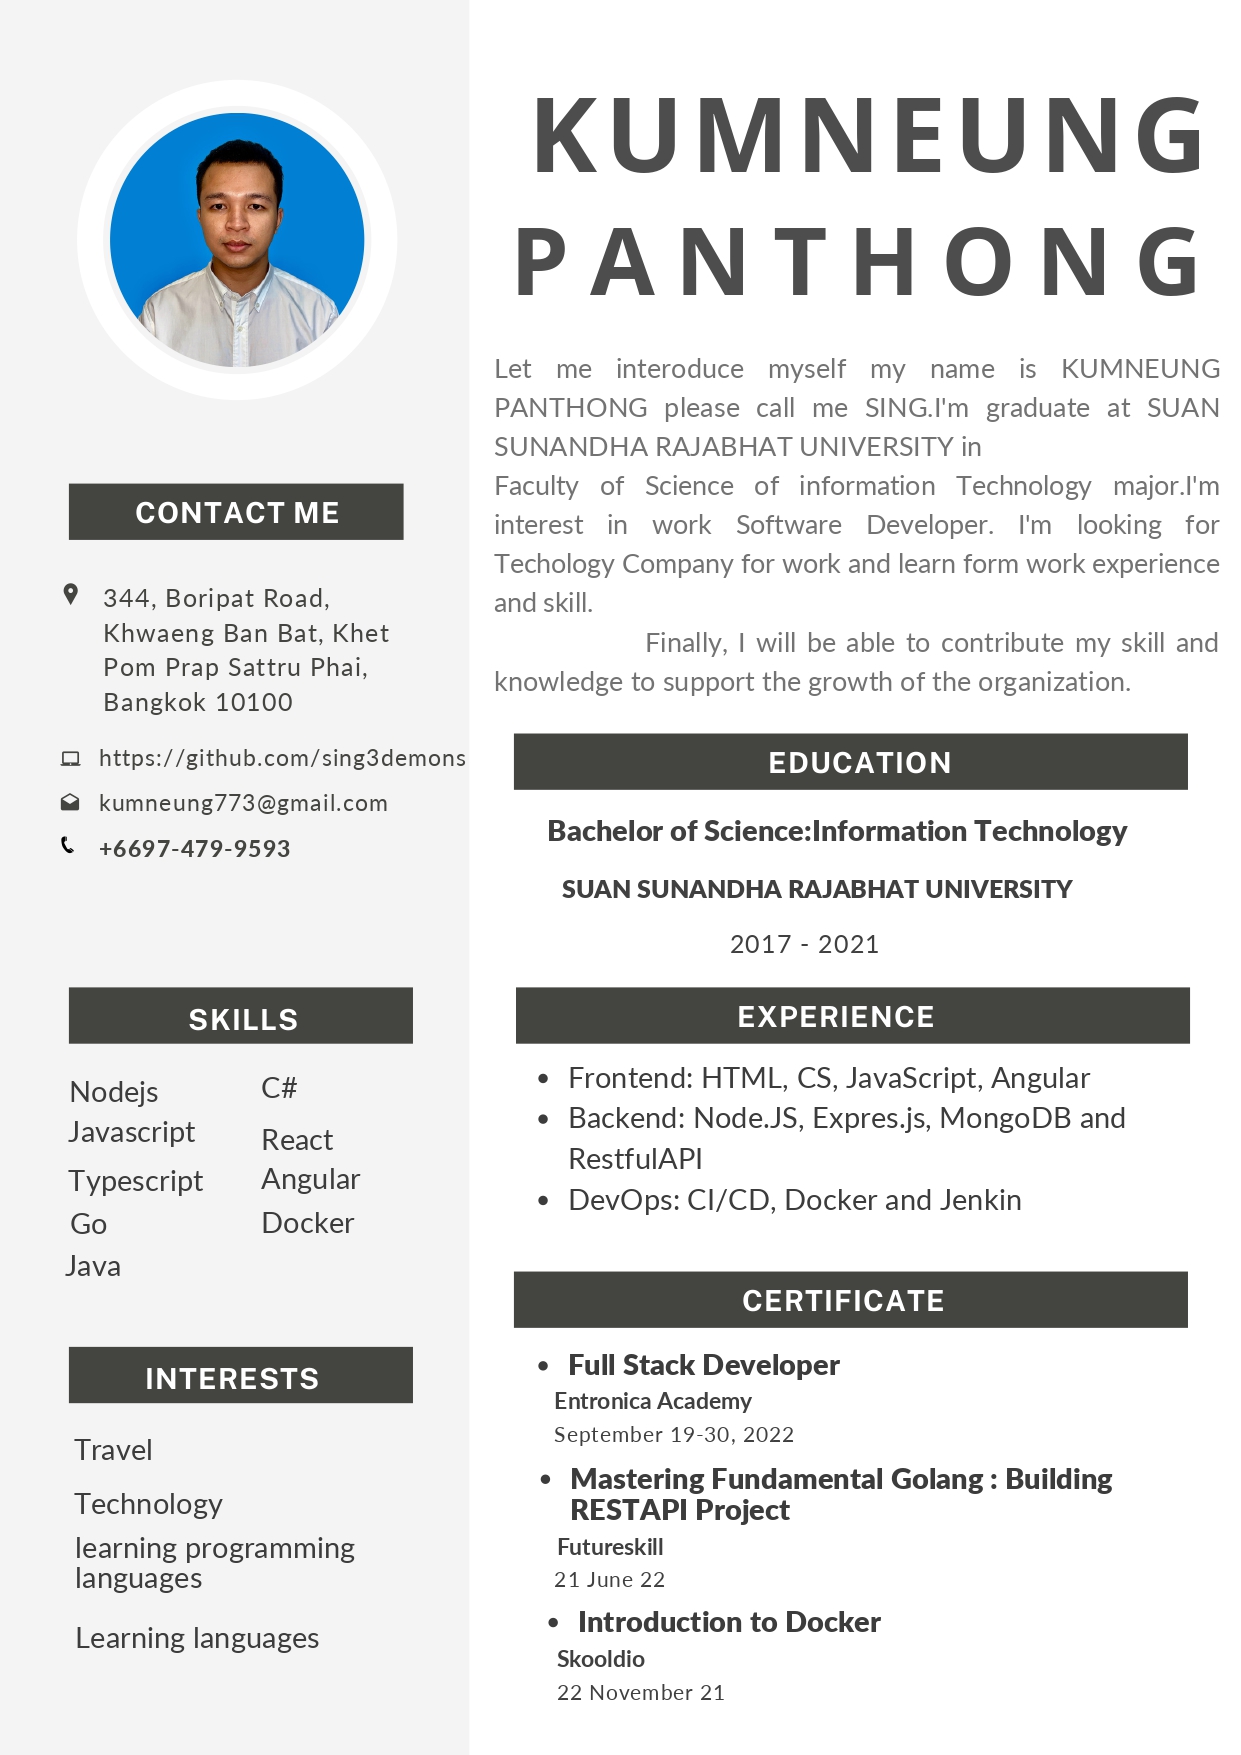 KUMNEUNG
PANTHONG
Let me interoduce myself my name is KUMNEUNG
PANTHONG please call me SING.I'm graduate at SUAN
SUNANDHA RAJABHAT UNIVERSITY in
Faculty of Science of information Technology major.I'm
interest in work Software Developer. I'm looking for
Techology Company for work and learn form work experience
and skill.
Finally, I will be able to contribute my skill and
knowledge to support the growth of the organization.
CONTACT ME
344, Boripat Road,
Khwaeng Ban Bat, Khet
Pom Prap Sattru Phai,
Bangkok 10100
https://github.com/sing3demons
kumneung773@gmail.com
+6697-479-9593
SKILLS
Nodejs
Javascript
Typescript
Go
Java
C#
React
Angular
Docker
INTERESTS
Travel
Technology
learning programming
languages
Learning languages
EDUCATION
Bachelor of Science:Information Technology
SUAN SUNANDHA RAJABHAT UNIVERSITY
2017 - 2021
EXPERIENCE
• Frontend: HTML, CS, JavaScript, Angular
• Backend: Node.JS, Expres.js, MongoDB and
RestfulAPI
• DevOps: CI/CD, Docker and Jenkin
CERTIFICATE
• Full Stack Developer
Entronica Academy
September 19-30, 2022
• Mastering Fundamental Golang : Building
RESTAPI Project
Futureskill
21 June 22
• Introduction to Docker
Skooldio
22 November 21